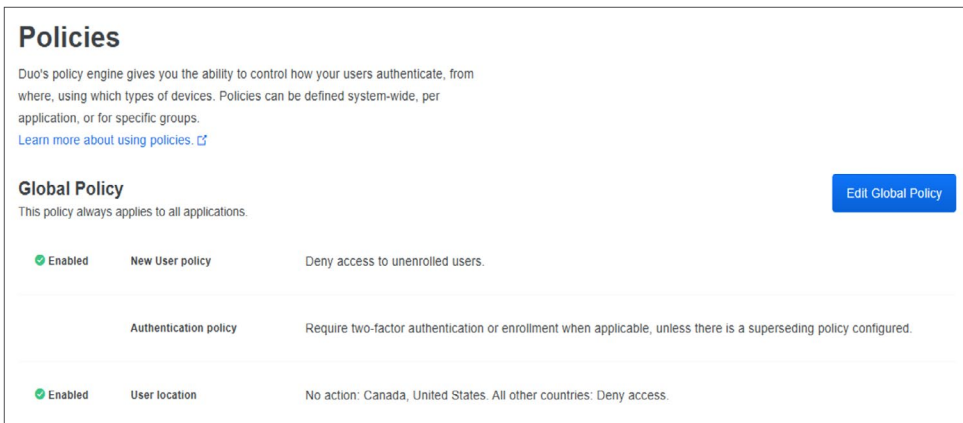 Policies
Duo's policy engine gives you the ability to control how your users authenticate, from
where, using which types of devices. Policies can be defined system-wide, per
application, or for specific groups.
Learn more about using policies.
Global Policy
Edit Global Policy
This policy always applies to all applications.
Enabled New User policy Deny access to unenrolled users.
Authentication policy Require two-factor authentication or enrollment when applicable, unless there is a superseding policy configured.
Enabled User location No action: Canada, United States. All other countries: Deny access.